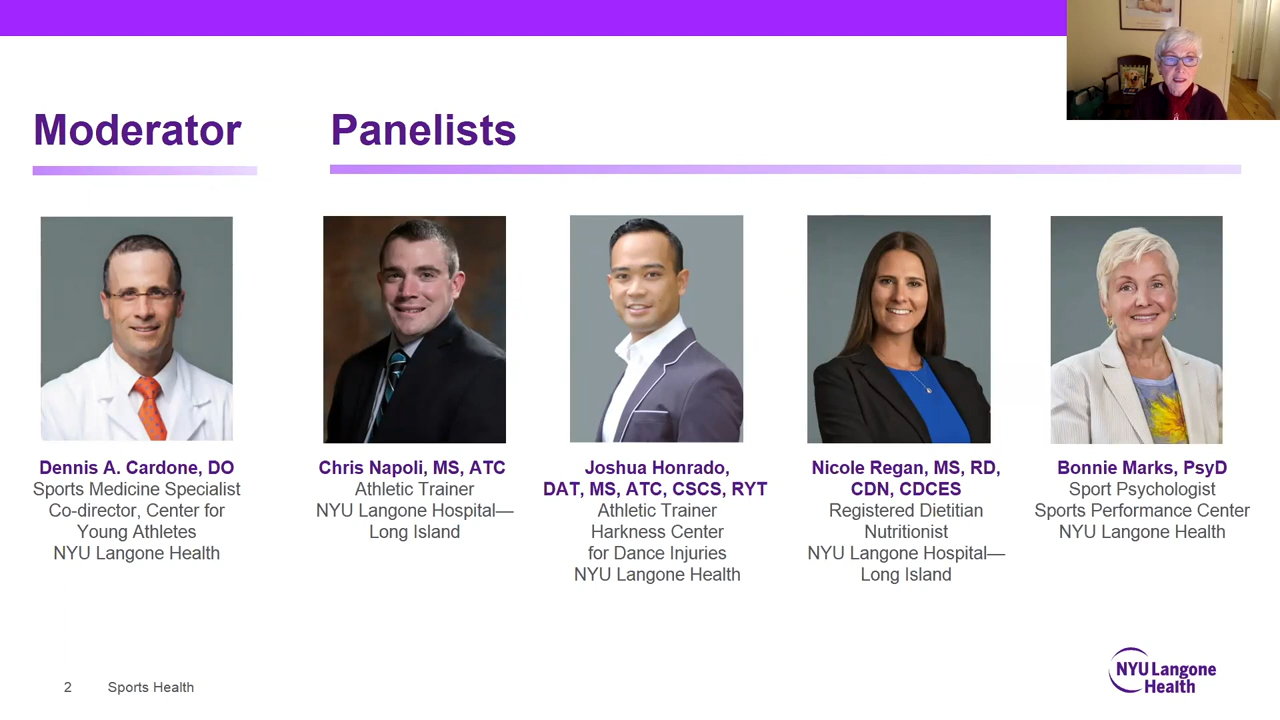 Moderator
Panelists
Dennis A. Cardone, DO
Sports Medicine Specialist
Co-director, Center for
Young Athletes
NYU Langone Health
Chris Napoli, MS, ATC
Athletic Trainer
NYU Langone Hospital—
Long Island
Joshua Honrado,
DAT, MS, ATC, CSCS, RYT
Athletic Trainer
Harkness Center
for Dance Injuries
NYU Langone Health
Nicole Regan, MS, RD,
CDN, CDCES
Registered Dietitian
Nutritionist
NYU Langone Hospital—
Long Island
Bonnie Marks, PsyD
Sport Psychologist
Sports Performance Center
NYU Langone Health
2 Sports Health
NYU Langone
Health